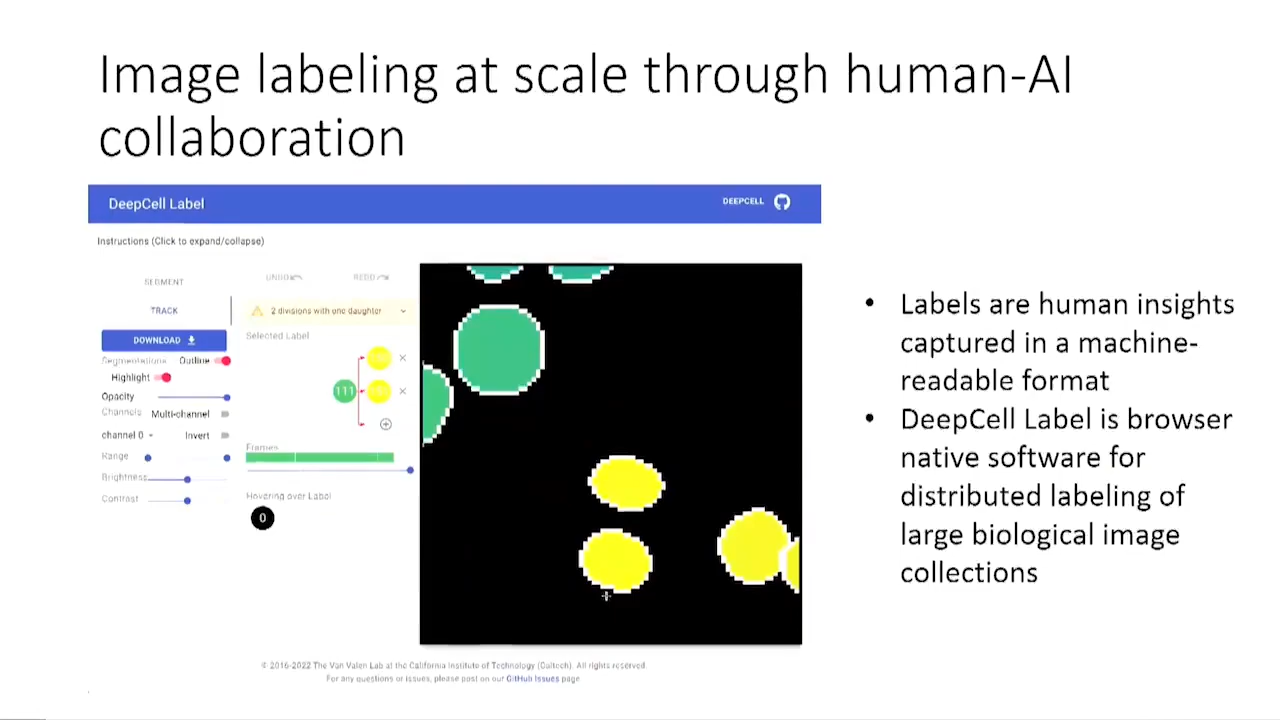 Image labeling at scale through human-AI
collaboration
DeepCell Label
DEEPCELL
Instructions (Click to expand/collapse)
SEGMENT
UNDO
REDO
TRACK
2 divisions with one daughter
DOWNLOAD
Selected Label
Segmentations
Outline
Highlight
111
Opacity
Channels
Multi-channel
channel 0
Invert
Frames
Range
Brightness
Contrast
Hovering over Label
0
• Labels are human insights
captured in a machine-
readable format
• DeepCell Label is browser
native software for
distributed labeling of
large biological image
collections
© 2016-2022 The Van Valen Lab at the California Institute of Technology (Caltech). All rights reserved.
For any questions or issues, please post on our GitHub Issues page